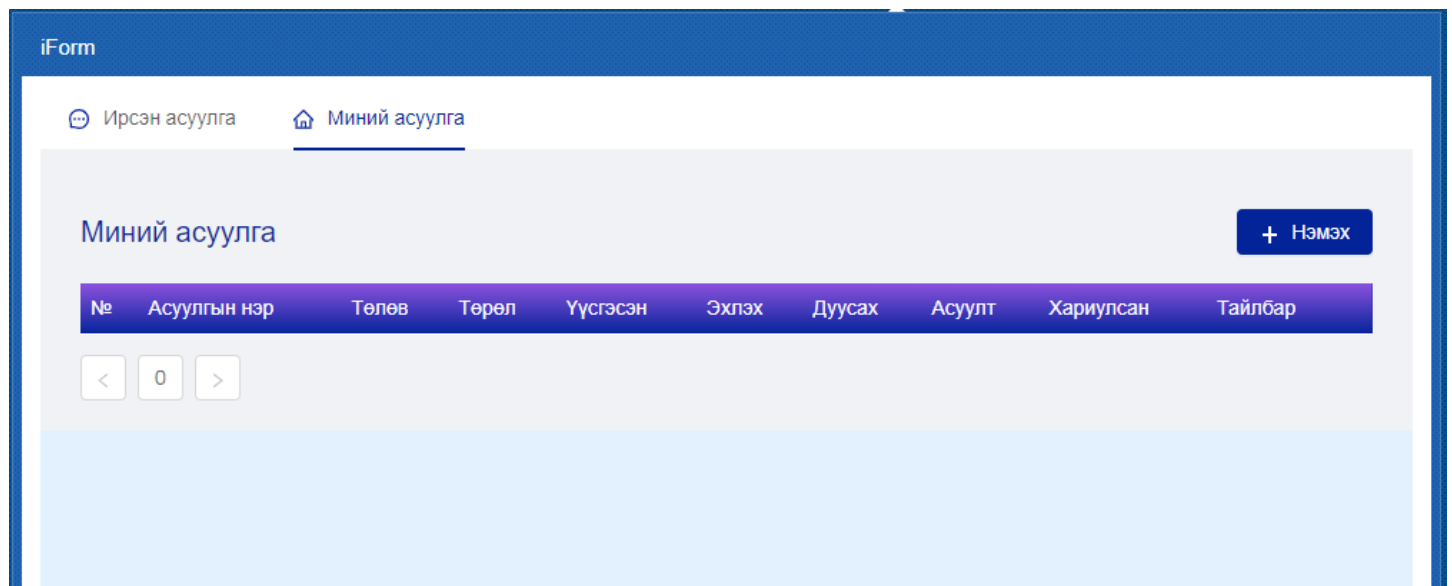 iForm
Ирсэн асуулга Миний асуулга
Миний асуулга + Нэмэх
№ Асуулгын нэр Төлөв Төрөл Үүсгэсэн Эхлэх Дуусах Асуулт Хариулсан Тайлбар
< 0 >